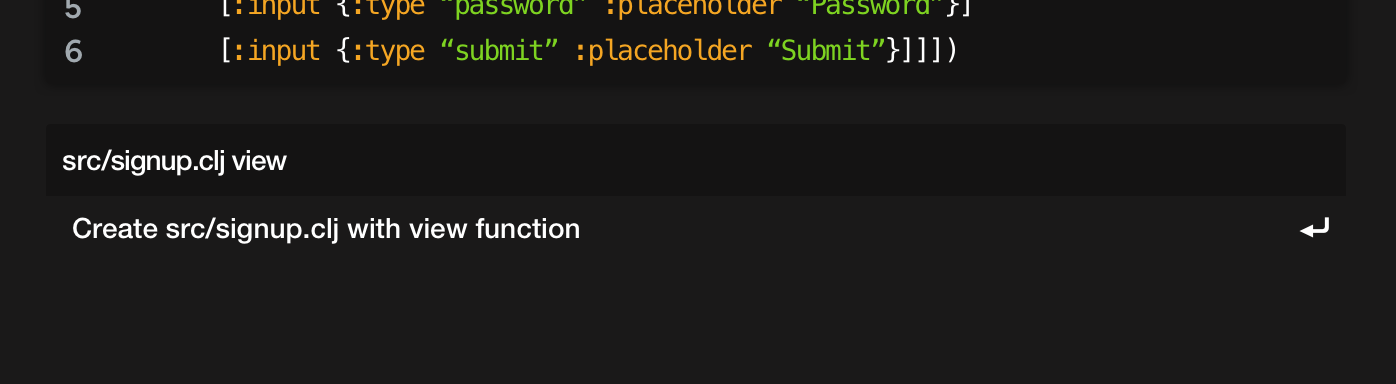 5 [:input {:type “password” :placeholder “Password”}]
6 [:input {:type “submit” :placeholder “Submit”}]]])
src/signup.clj view
Create src/signup.clj with view function